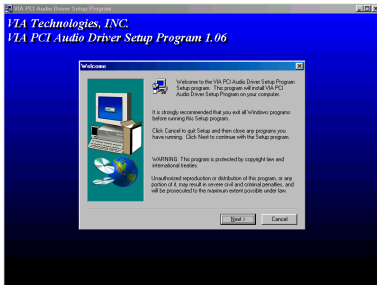 VIA PCI Audio Driver Setup Program
VIA Technologies, INC.
VIA PCI Audio Driver Setup Program 1.06
Welcome
Welcome to the VIA PCI Audio Driver Setup Program
Setup program. This program will install VIA PCI
Audio Driver Setup Program on your computer.
It is strongly recommended that you exit all Windows programs
before running this Setup program.
Click Cancel to quit Setup and then close any programs you
have running. Click Next to continue with the Setup program.
WARNING: This program is protected by copyright law and
international treaties.
Unauthorized reproduction or distribution of this program, or any
portion of it, may result in severe civil and criminal penalties, and
will be prosecuted to the maximum extent possible under law.
Next >
Cancel